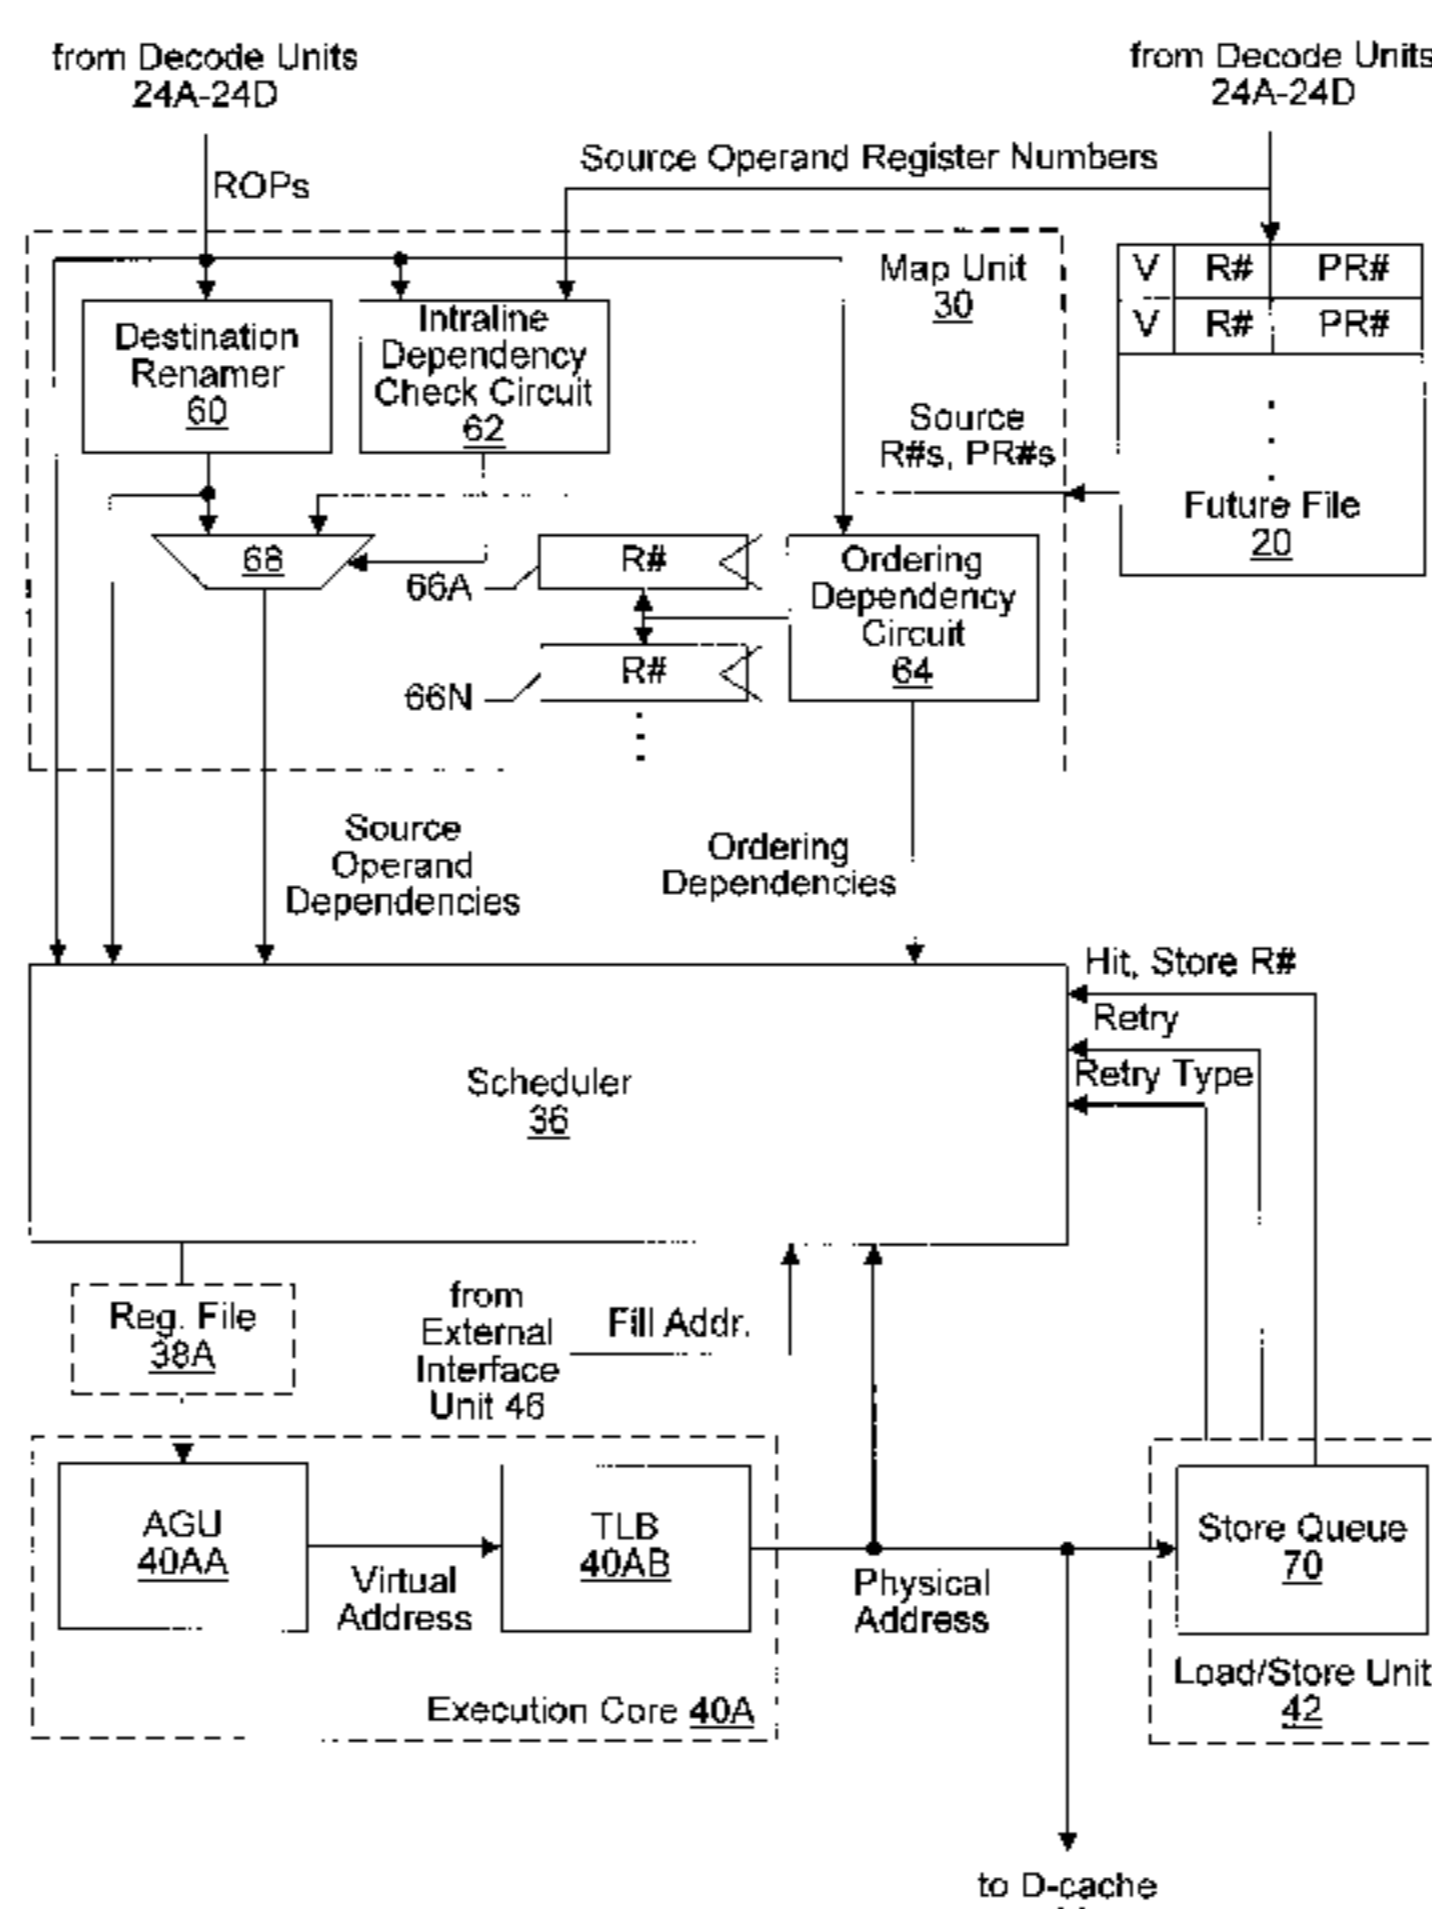 from Decode Units
24A-24D
from Decode Units
24A-24D
Source Operand Register Numbers
ROPs
Map Unit
30
V R# PR#
V R# PR#
Destination
Renamer
60
Intraline
Dependency
Check Circuit
62
Source
R#s, PR#s
Future File
20
68
66A
R#
Ordering
Dependency
Circuit
64
66N
R#
Source
Operand
Dependencies
Ordering
Dependencies
Hit, Store R#
Retry
Retry Type
Scheduler
36
Reg. File
38A
from
External
Interface
Unit 46
Fill Addr.
AGU
40AA
Virtual
Address
TLB
40AB
Physical
Address
Store Queue
70
Load/Store Unit
42
Execution Core 40A
to D-cache